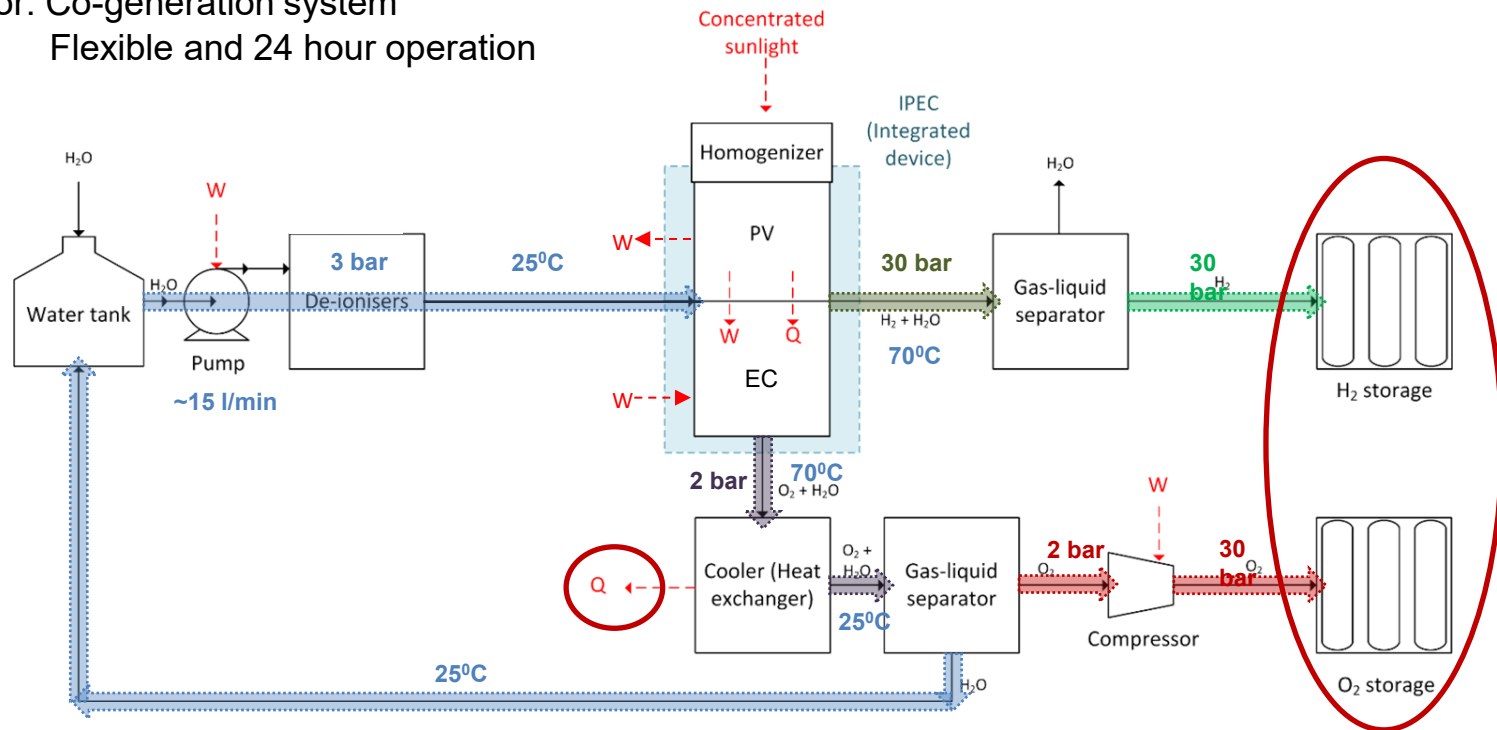 or: Co-generation system
Flexible and 24 hour operation
Concentrated
sunlight
IPEC
(Integrated
device)
Homogenizer
H₂O
H₂O
W
W
PV
3 bar
25⁰C
30 bar
30
bar
H₂
H₂O
Water tank
De-ionisers
Gas-liquid
separator
W
Q
H₂ + H₂O
70⁰C
Pump
~15 l/min
EC
W
H₂ storage
2 bar
70⁰C
O₂ + H₂O
W
Q
Cooler (Heat
exchanger)
O₂ +
H₂O
25⁰C
Gas-liquid
separator
2 bar
O₂
30
bar
O₂
Compressor
25⁰C
H₂O
O₂ storage